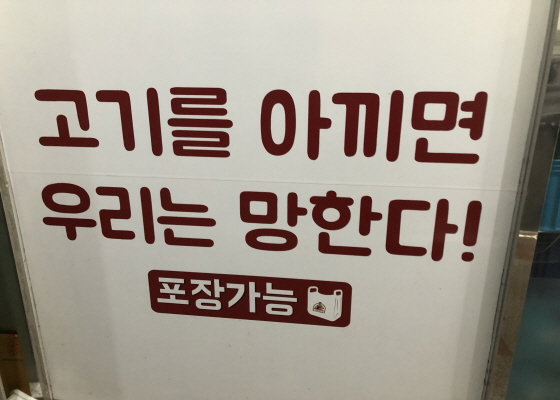 고기를 아끼면
우리는 망한다!
포장가능